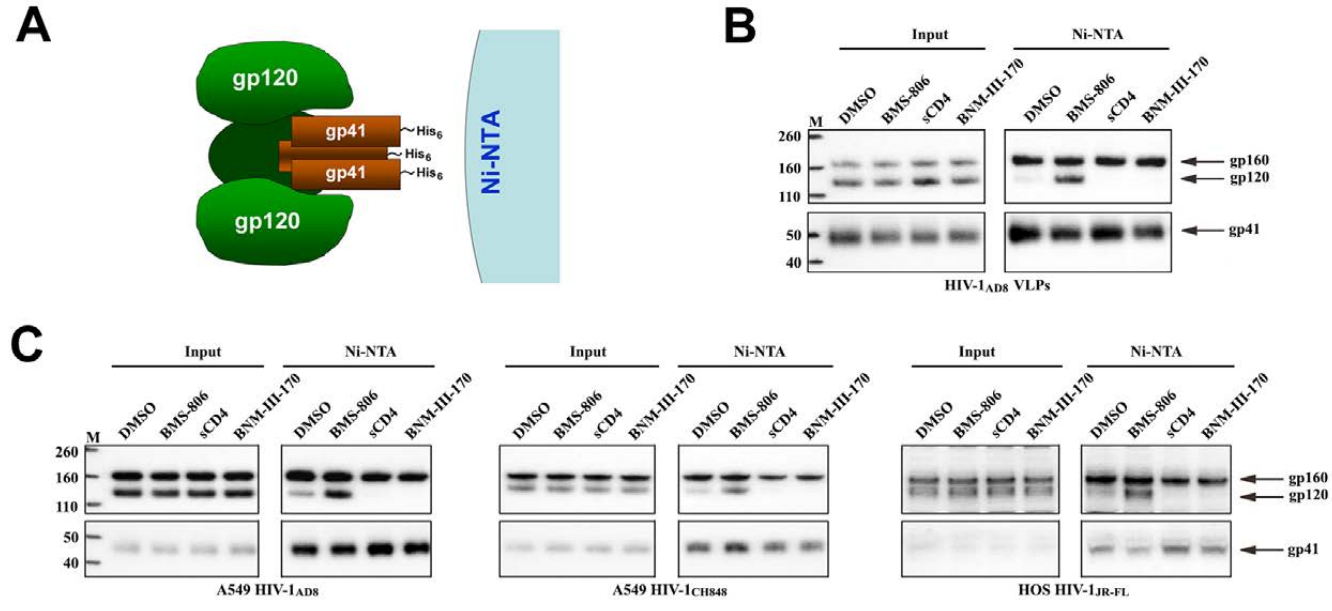 A
gp120
gp41
His6
His6
gp41
His6
gp120
Ni-NTA
B
Input
Ni-NTA
DMSO
BMS-806
sCD4
BNM-III-170
DMSO
BMS-806
sCD4
BNM-III-170
M
260
160
110
gp160
gp120
50
40
gp41
HIV-1AD8 VLPs
C
Input
Ni-NTA
Input
Ni-NTA
Input
Ni-NTA
DMSO
BMS-806
sCD4
BNM-III-170
DMSO
BMS-806
sCD4
BNM-III-170
DMSO
BMS-806
sCD4
BNM-III-170
DMSO
BMS-806
sCD4
BNM-III-170
DMSO
BMS-806
sCD4
BNM-III-170
DMSO
BMS-806
sCD4
BNM-III-170
M
260
160
110
gp160
gp120
50
40
gp41
A549 HIV-1AD8
A549 HIV-1CH848
HOS HIV-1JR-FL